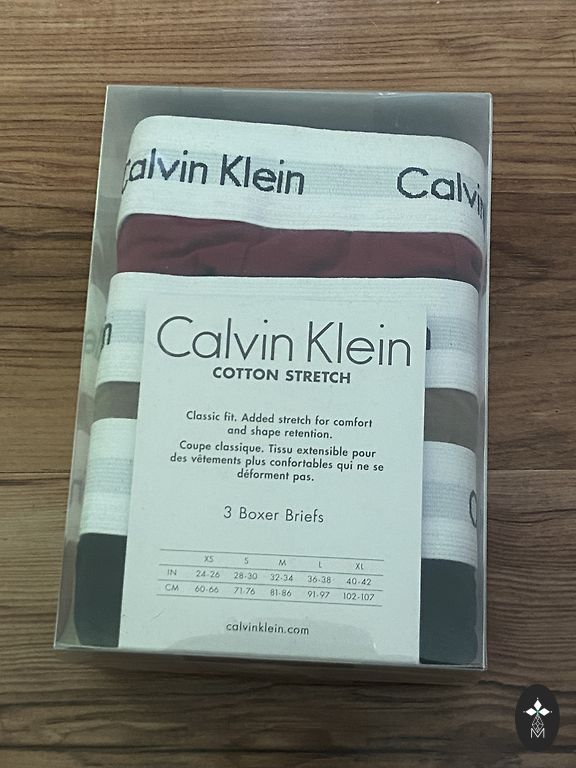 Calvin Klein Calvin
Calvin Klein
COTTON STRETCH
Classic fit. Added stretch for comfort
and shape retention.
Coupe classique. Tissu extensible pour
des vêtements plus confortables qui ne se
déforment pas.
3 Boxer Briefs
XS S M L XL
IN 24-26 28-30 32-34 36-38 40-42
CM 60-66 71-76 81-86 91-97 102-107
calvinklein.com
M